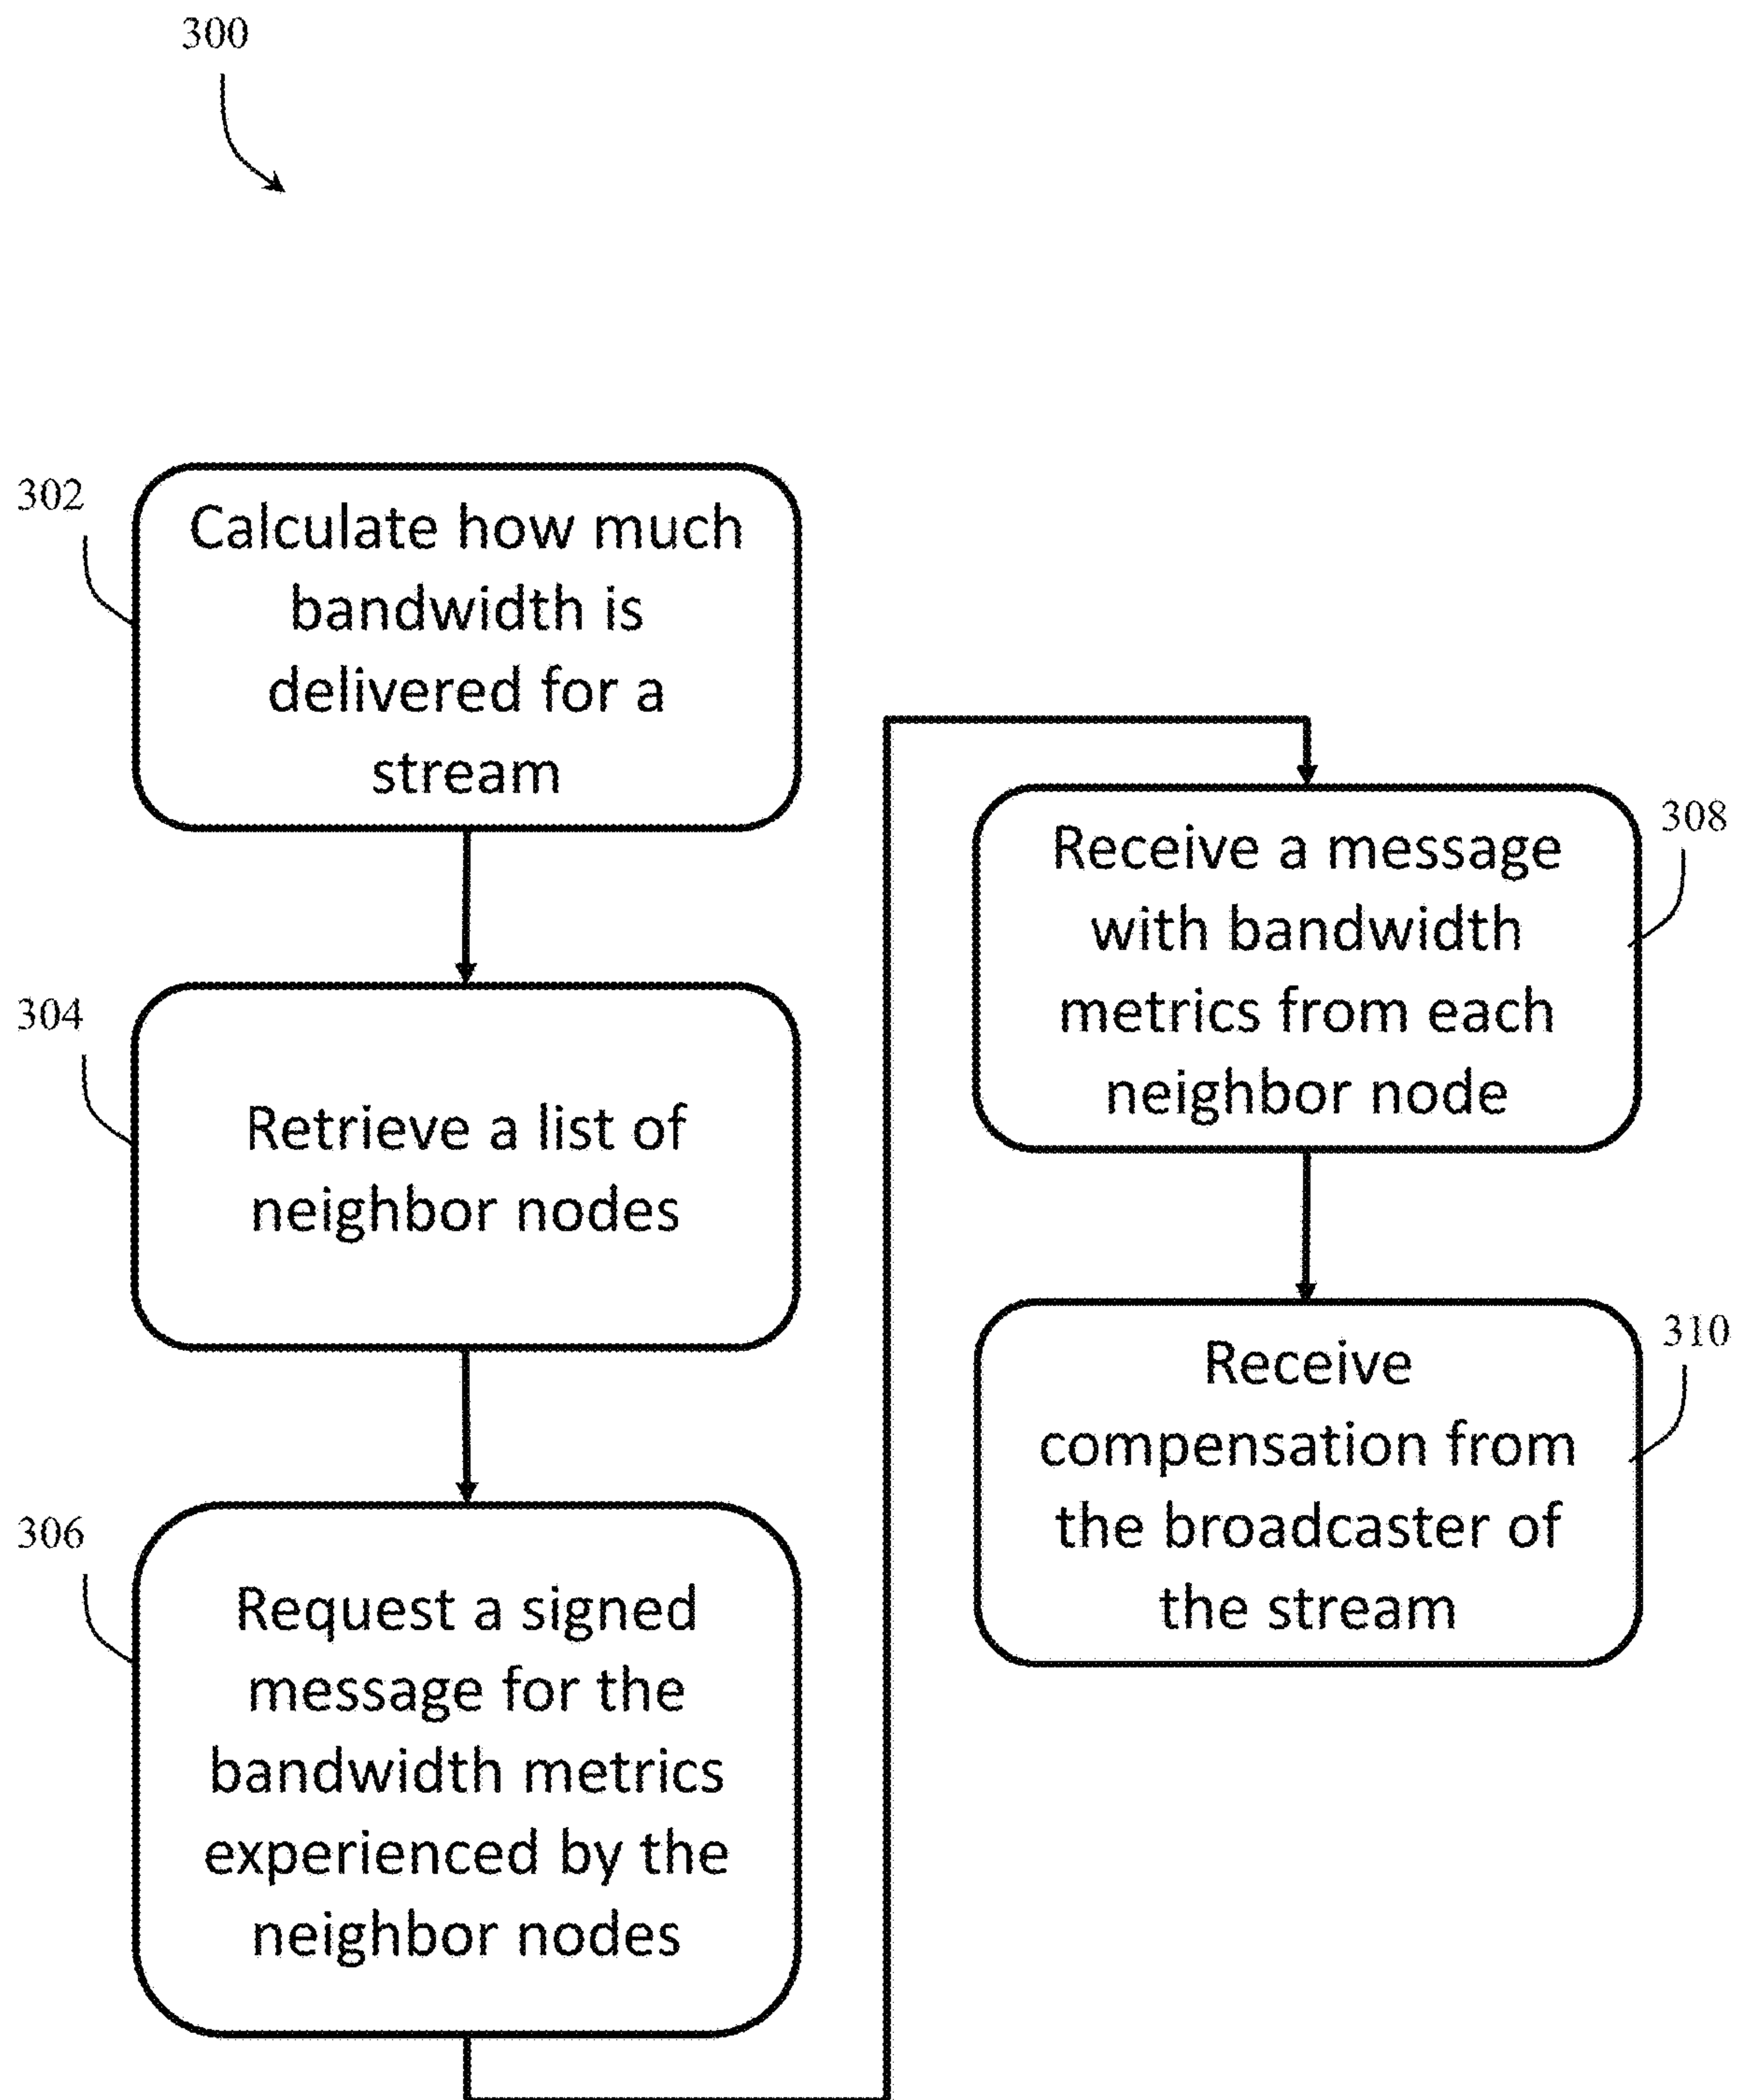 300
302
Calculate how much
bandwidth is
delivered for a
stream
304
Retrieve a list of
neighbor nodes
306
Request a signed
message for the
bandwidth metrics
experienced by the
neighbor nodes
308
Receive a message
with bandwidth
metrics from each
neighbor node
310
Receive
compensation from
the broadcaster of
the stream